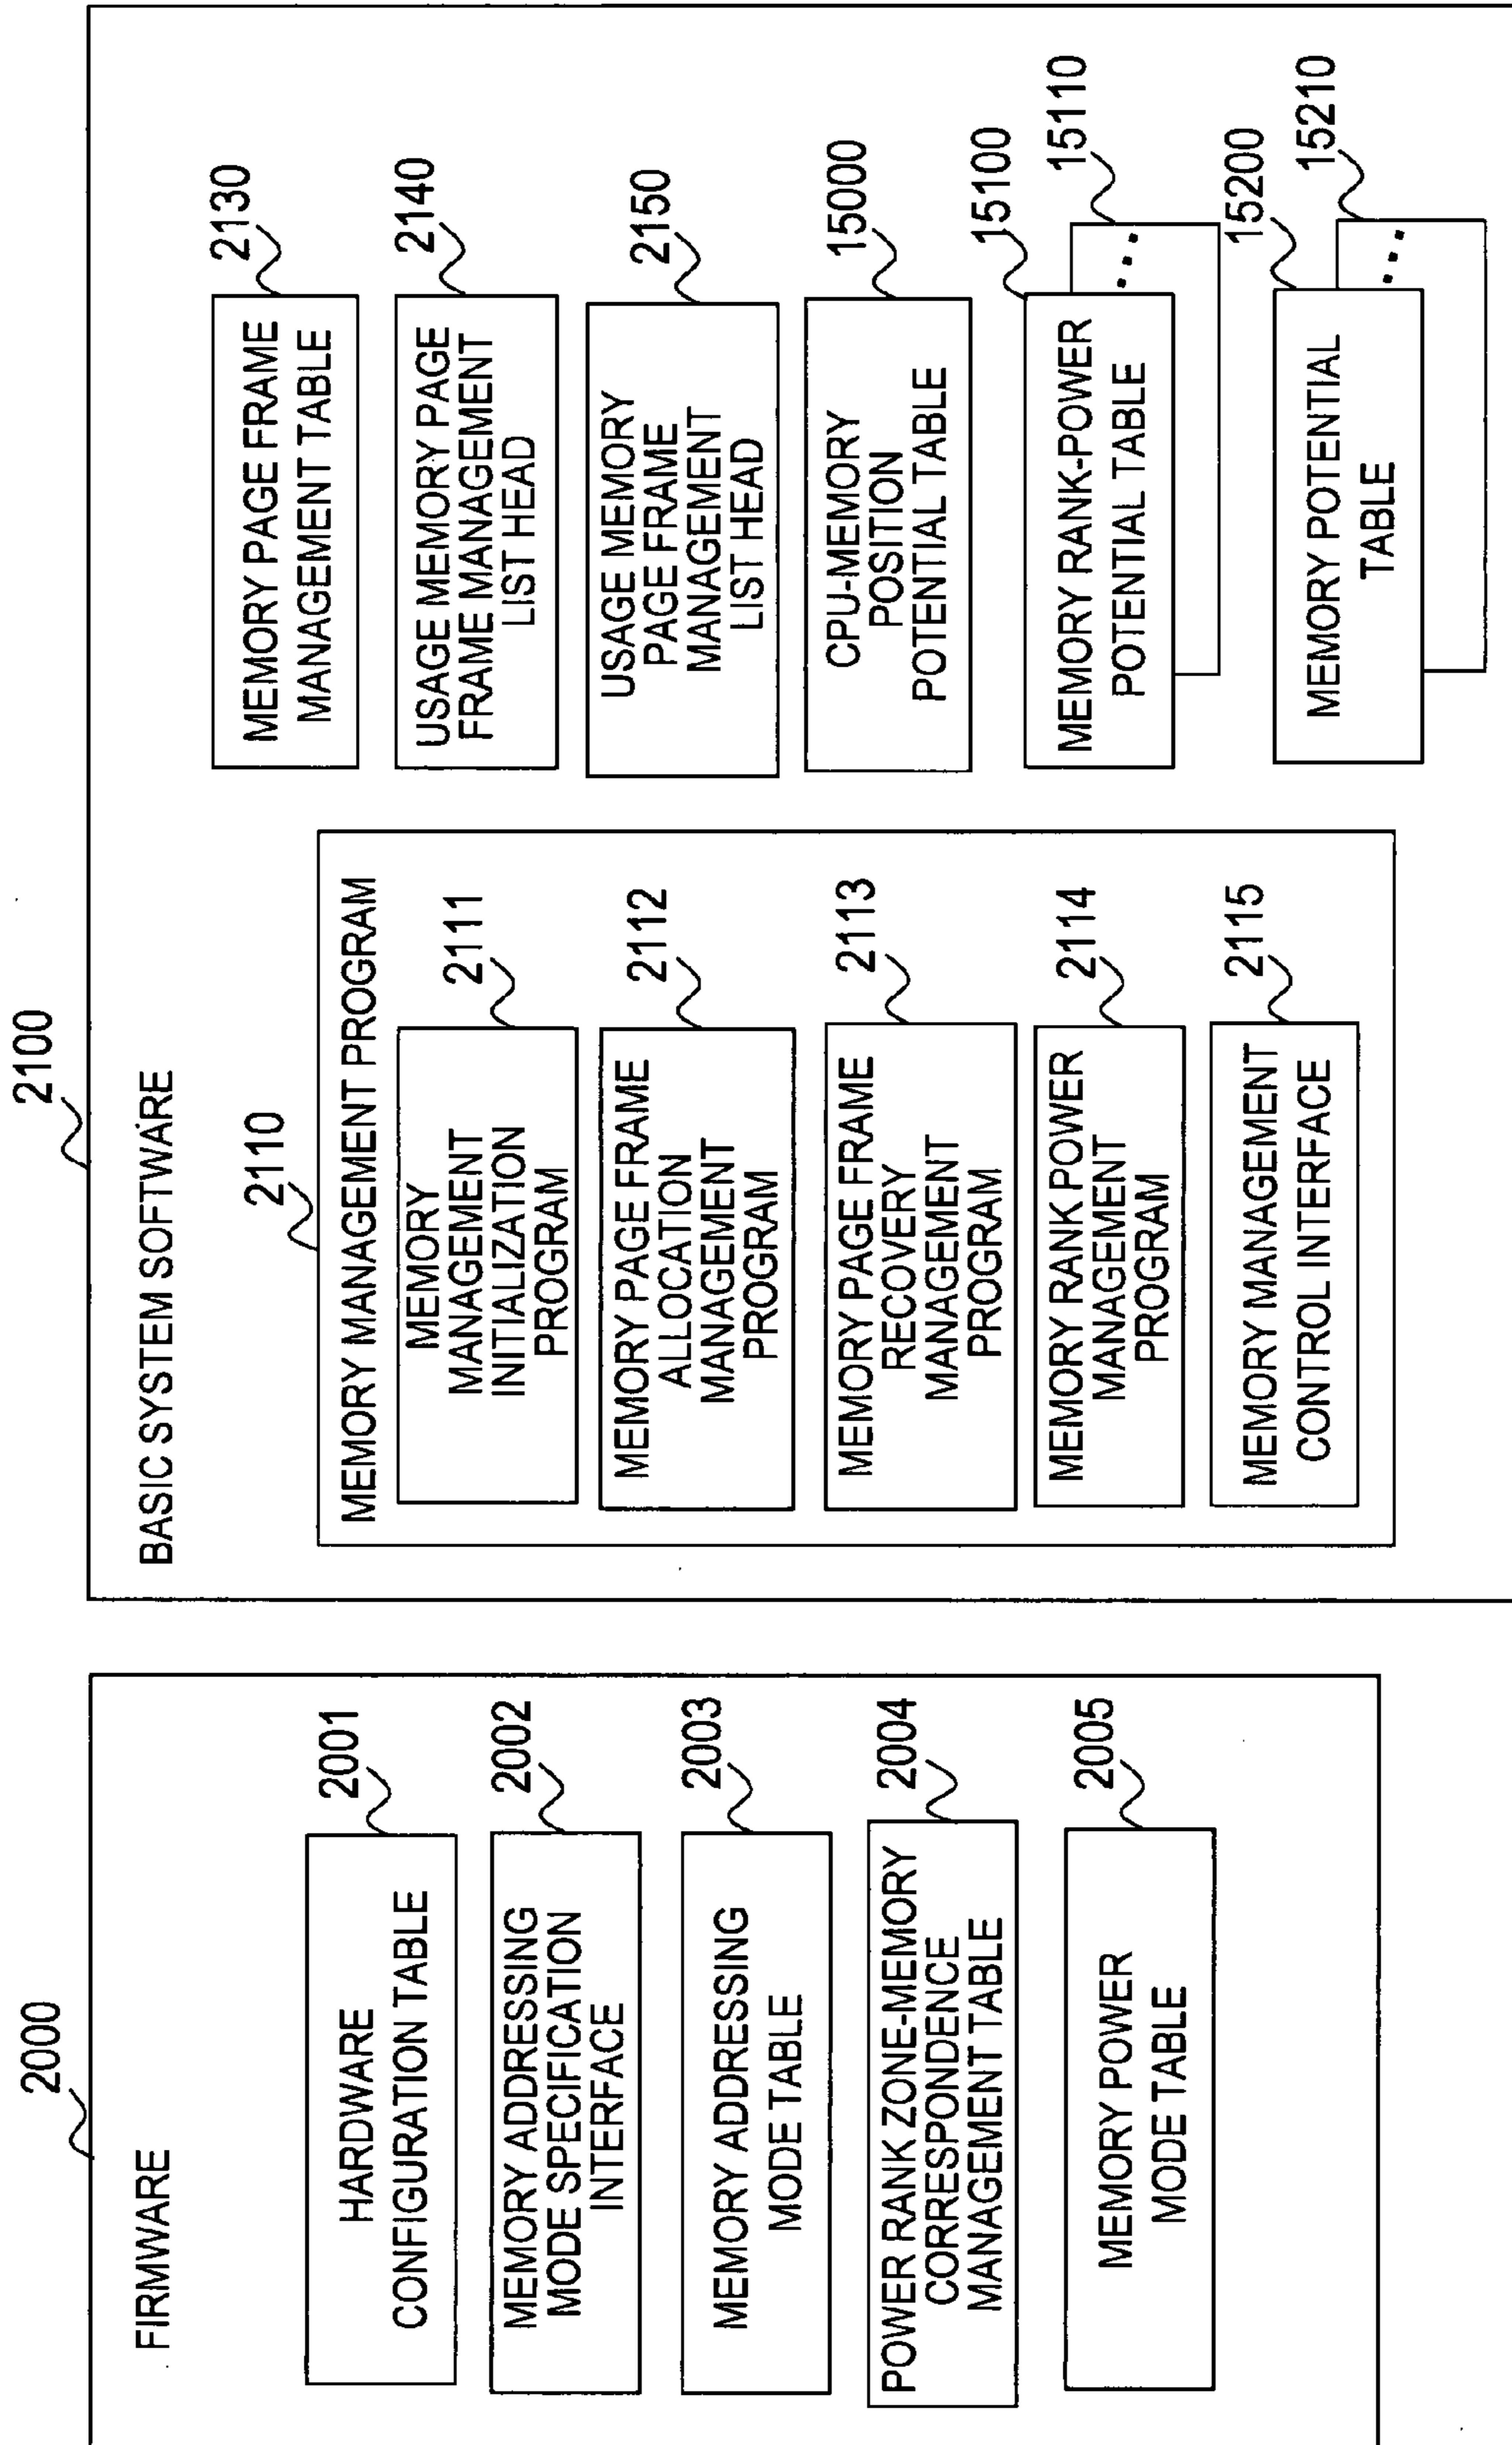 2000
FIRMWARE
HARDWARE
CONFIGURATION TABLE
2001
MEMORY ADDRESSING
MODE SPECIFICATION
INTERFACE
2002
MEMORY ADDRESSING
MODE TABLE
2003
POWER RANK ZONE-MEMORY
CORRESPONDENCE
MANAGEMENT TABLE
2004
MEMORY POWER
MODE TABLE
2005
2100
BASIC SYSTEM SOFTWARE
2110
MEMORY MANAGEMENT PROGRAM
MEMORY
MANAGEMENT
INITIALIZATION
PROGRAM
2111
MEMORY PAGE FRAME
ALLOCATION
MANAGEMENT
PROGRAM
2112
MEMORY PAGE FRAME
RECOVERY
MANAGEMENT
PROGRAM
2113
MEMORY RANK POWER
MANAGEMENT
PROGRAM
2114
MEMORY MANAGEMENT
CONTROL INTERFACE
2115
MEMORY PAGE FRAME
MANAGEMENT TABLE
2130
USAGE MEMORY PAGE
FRAME MANAGEMENT
LIST HEAD
2140
USAGE MEMORY
PAGE FRAME
MANAGEMENT
LIST HEAD
2150
CPU-MEMORY
POSITION
POTENTIAL TABLE
15000
MEMORY RANK-POWER
POTENTIAL TABLE
15100
...
15110
MEMORY POTENTIAL
TABLE
15200
...
15210